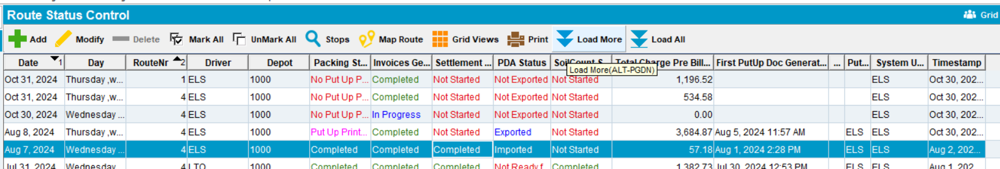 Route Status Control Grid
Add Modify Delete Mark All UnMark All Stops Map Route Grid Views Print Load More Load All
Date 1 Day RouteNr 2 Driver Depot Packing St... Invoices Ge... Settlement ... PDA Status SoilCount S... Total Charge Pre Bill... First PutUp Doc Generat... ... Put... System U... Timestamp
Load More(ALT-PGDN)
Oct 31, 2024 Thursday ,w... 1 ELS 1000 No Put Up P... Completed Not Started Not Exported Not Started 1,196.52 ELS Oct 30, 202...
Oct 31, 2024 Thursday ,w... 4 ELS 1000 No Put Up P... Completed Not Started Not Exported Not Started 534.58 ELS Oct 30, 202...
Oct 30, 2024 Wednesday ... 4 ELS 1000 No Put Up P... In Progress Not Started Not Exported Not Started 0.00 ELS Oct 30, 202...
Aug 8, 2024 Thursday ,w... 4 ELS 1000 Put Up Print... Completed Not Started Exported Not Started 3,684.87 Aug 5, 2024 11:57 AM ELS ELS Oct 30, 202...
Aug 7, 2024 Wednesday ... 4 ELS 1000 Completed Completed Completed Imported Not Started 57.18 Aug 1, 2024 2:28 PM ELS ELS Aug 2, 202...
Jul 31, 2024 Wednesday 4 LTO 1000 Completed Completed Completed Not Ready f... Completed 1,382.73 Jul 30, 2024 12:53 PM ELS ELS Aug 1, 202...